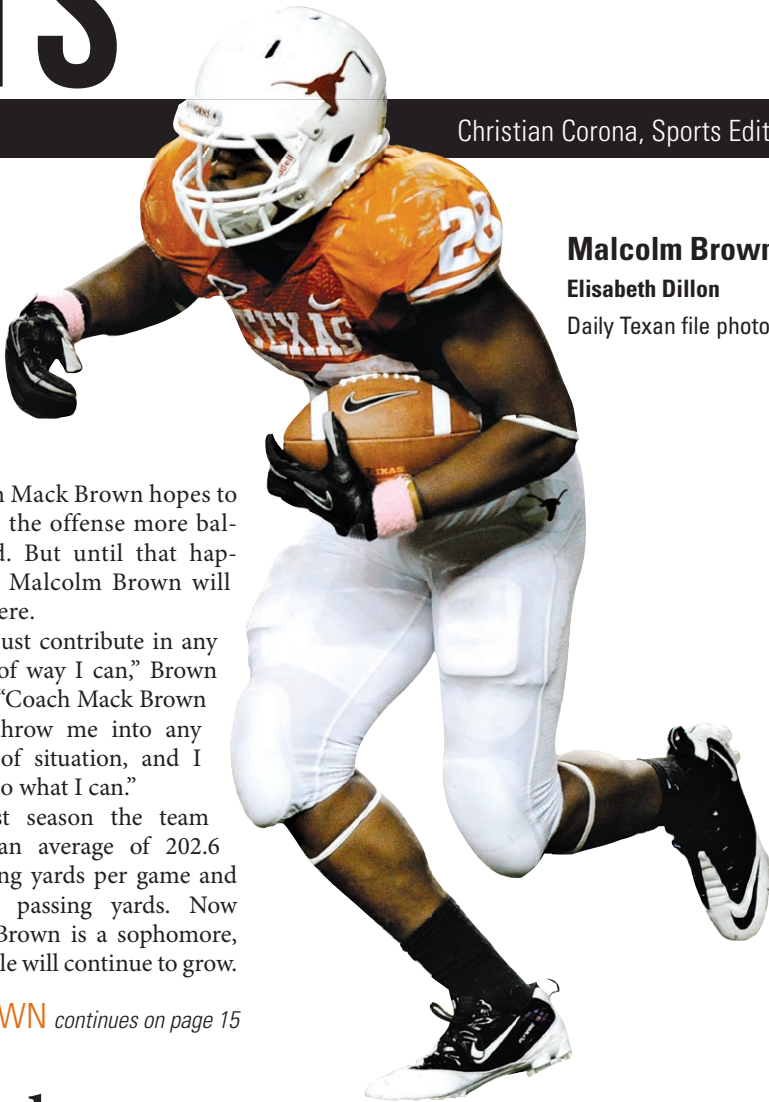 TS
Christian Corona, Sports Edit
28
TEXAS
Malcolm Brown
Elisabeth Dillon
Daily Texan file photo
h Mack Brown hopes to
the offense more bal-
d. But until that hap-
Malcolm Brown will
ere.
ust contribute in any
of way I can,” Brown
“Coach Mack Brown
hrow me into any
of situation, and I
o what I can.”
st season the team
an average of 202.6
ng yards per game and
passing yards. Now
Brown is a sophomore,
le will continue to grow.
WN continues on page 15